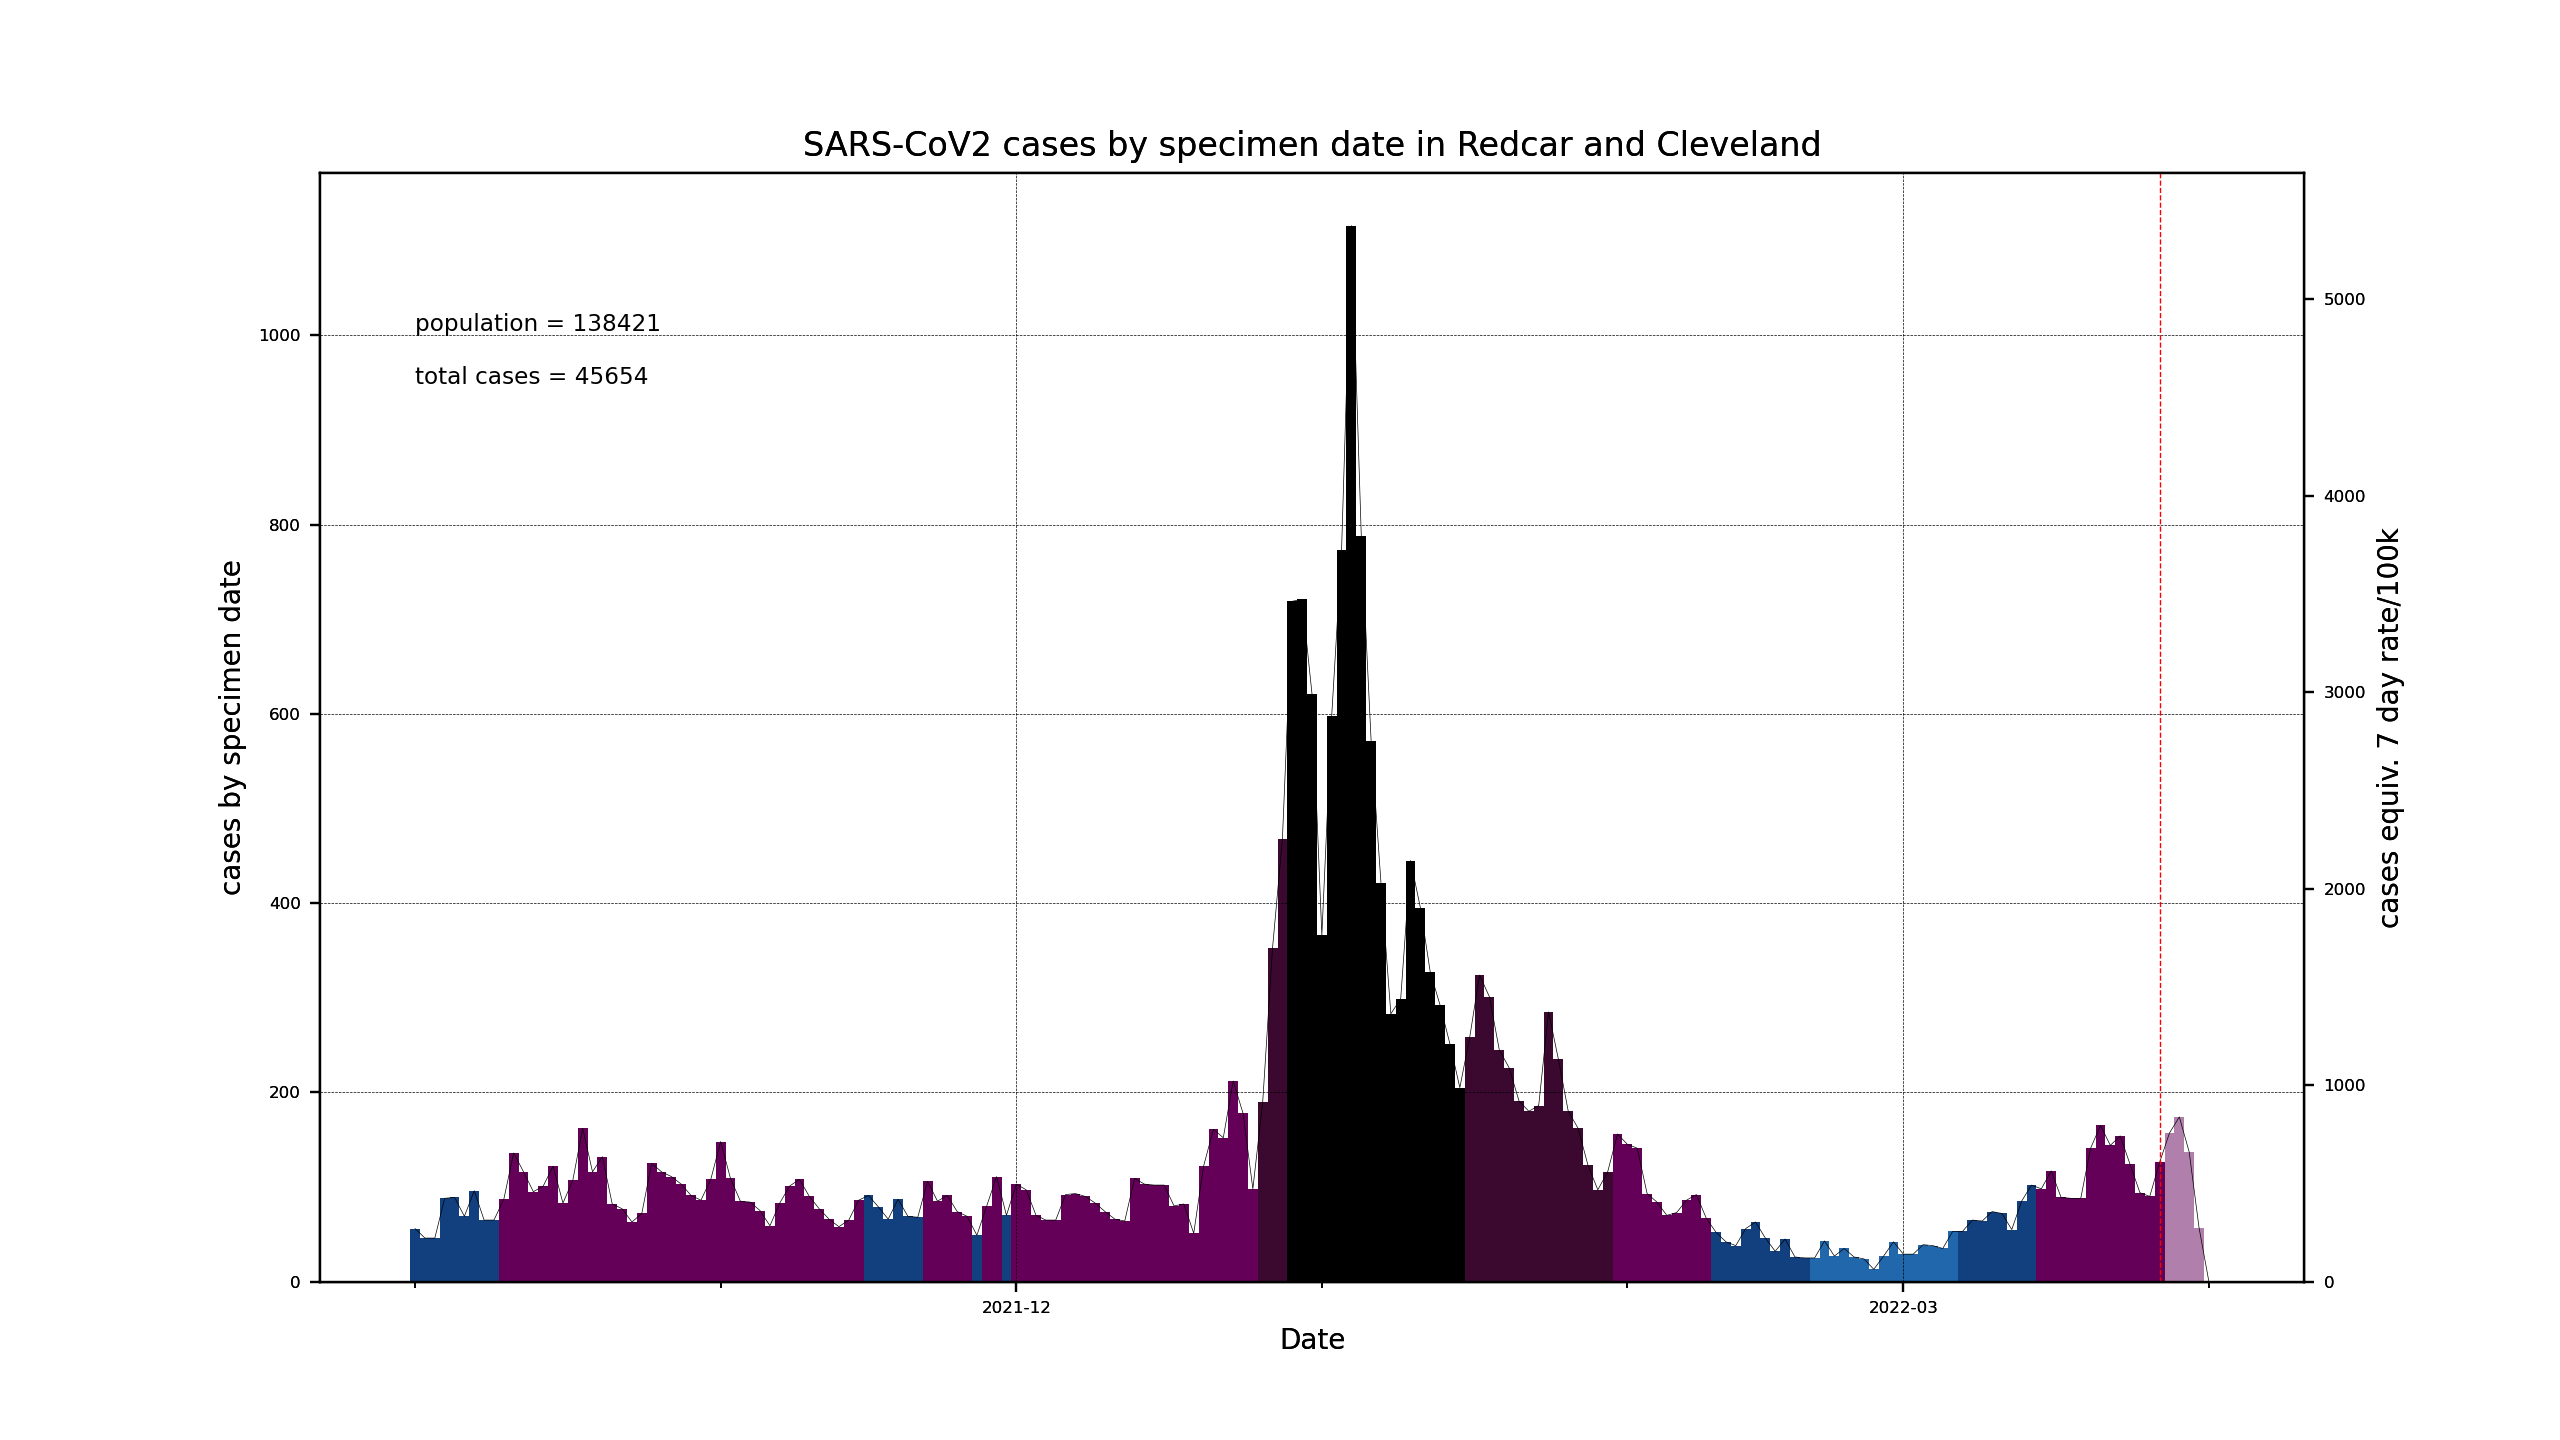 SARS-CoV2 cases by specimen date in Redcar and Cleveland
population = 138421
total cases = 45654
cases by specimen date
1000
800
600
400
200
0
5000
4000
3000
2000
1000
0
cases equiv. 7 day rate/100k
2021-12
2022-03
Date